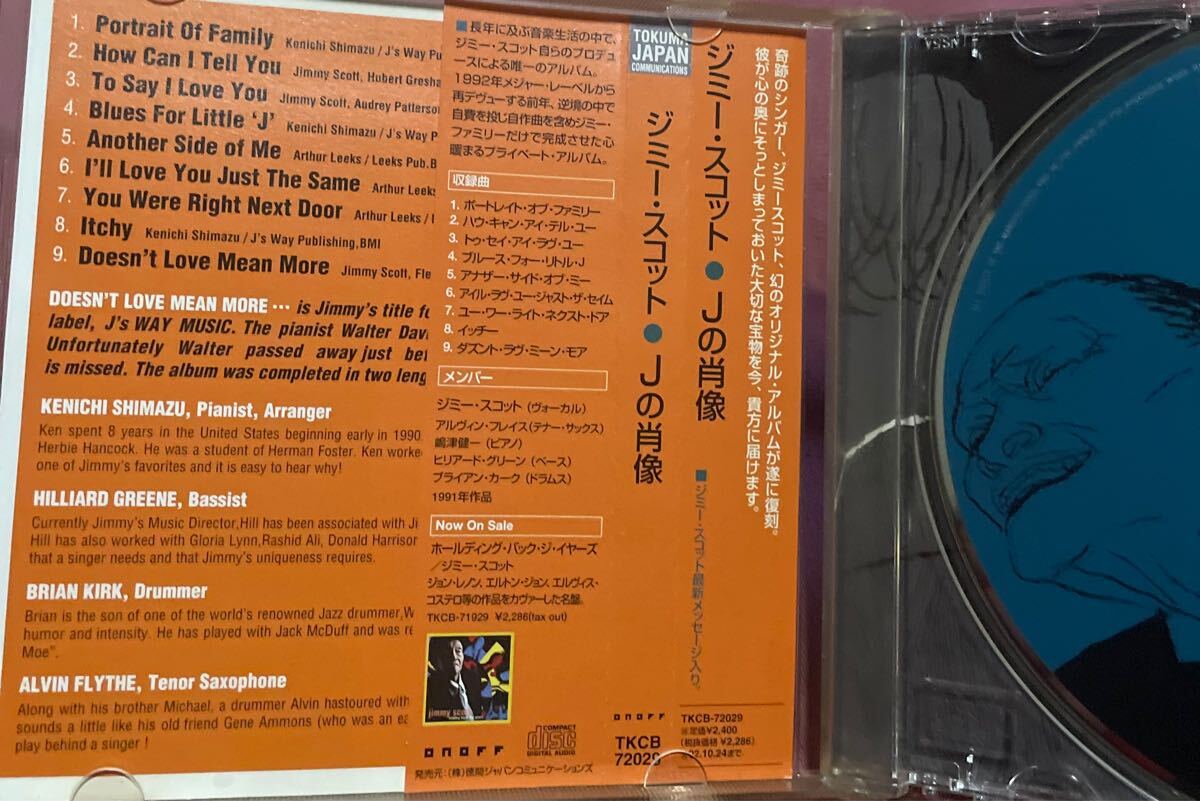 1. Portrait Of Family Kenichi Shimazu / J's Way Pu
2. How Can I Tell You Jimmy Scott, Hubert Gresha
3. To Say I Love You Jimmy Scott, Audrey Patterson
4. Blues For Little 'J' Kenichi Shimazu / J's Way P
5. Another Side of Me Arthur Leeks / Leeks Pub.B
6. I'll Love You Just The Same Arthur Leeks
7. You Were Right Next Door Arthur Leeks /
8. Itchy Kenichi Shimazu / J's Way Publishing,BMI
9. Doesn't Love Mean More Jimmy Scott, Fle
DOESN'T LOVE MEAN MORE ··· is Jimmy's title fo
label, J's WAY MUSIC. The pianist Walter Dav
Unfortunately Walter passed away just bef
is missed. The album was completed in two leng
KENICHI SHIMAZU, Pianist, Arranger
Ken spent 8 years in the United States beginning early in 1990
Herbie Hancock. He was a student of Herman Foster. Ken worke
one of Jimmy's favorites and it is easy to hear why!
HILLIARD GREENE, Bassist
Currently Jimmy's Music Director,Hill has been associated with Ji
Hill has also worked with Gloria Lynn,Rashid Ali, Donald Harrison
that a singer needs and that Jimmy's uniqueness requires.
BRIAN KIRK, Drummer
Brian is the son of one of the world's renowned Jazz drummer,W
humor and intensity. He has played with Jack McDuff and was re
Moe".
ALVIN FLYTHE, Tenor Saxophone
Along with his brother Michael, a drummer Alvin hastoured with
sounds a little like his old friend Gene Ammons (who was an ea
play behind a singer !
■長年に及ぶ音楽生活の中で、
ジミー・スコット自らのプロデュ
ースによる唯一のアルバム。
1992年メジャー・レーベルから
再デヴューする前年、逆境の中で
自費を投じ自作曲を含めジミー・
ファミリーだけで完成させた心
暖まるプライベート・アルバム。
収録曲
1. ポートレイト・オブ・ファミリー
2. ハウ・キャン・アイ・テル・ユー
3. トゥ・セイ・アイ・ラヴ・ユー
4. ブルース・フォー・リトル・J
5. アナザー・サイド・オブ・ミー
6. アイル・ラヴ・ユー・ジャスト・ザ・セイム
7. ユー・ワー・ライト・ネクスト・ドア
8. イッチー
9. ダズント・ラヴ・ミーン・モア
メンバー
ジミー・スコット（ヴォーカル）
アルヴィン・フレイス（テナー・サックス）
嶋津健一（ピアノ）
ヒリアード・グリーン（ベース）
ブライアン・カーク（ドラムス）
1991年作品
Now On Sale
ホールディング・バック・ジ・イヤーズ
／ジミー・スコット
ジョン・レノン、エルトン・ジョン、エルヴィス・
コステロ等の作品をカヴァーした名盤。
TKCB-71929 ¥2,286(tax out)
jimmy scott
ONOFF
COMPACT
disc
DIGITAL AUDIO
発売元：(株)徳間ジャパンコミュニケーションズ
TOKUMA
JAPAN
COMMUNICATIONS
ジミー・スコット●Jの肖像
ONOFF
TKCB
72029
ジミー・スコット●Jの肖像
■ジミー・スコット最新メッセージ入り。
奇跡のシンガー、ジミースコット、幻のオリジナル・アルバムが遂に復刻。
彼が心の奥にそっとしまっておいた大切な宝物を今、貴方に届けます。
ONOFF
TKCB-72029
定価¥2,400
(税抜価格 ¥2,286)
02.10.24まで